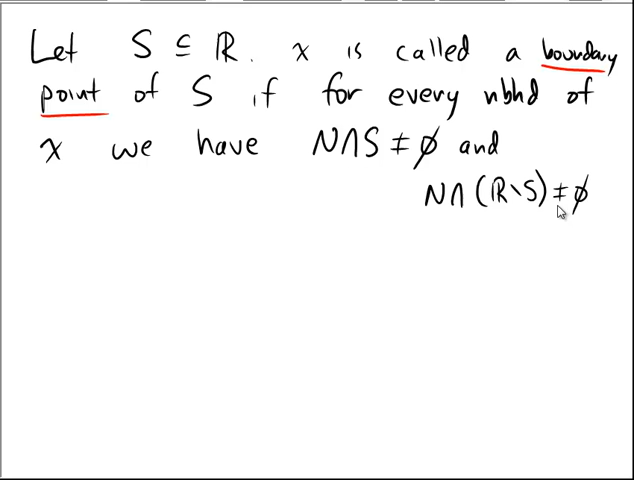 Let S ⊆ ℝ. x is called a boundary
point of S if for every nbhd of
x we have N∩S ≠ ∅ and
N∩(ℝ\S) ≠ ∅